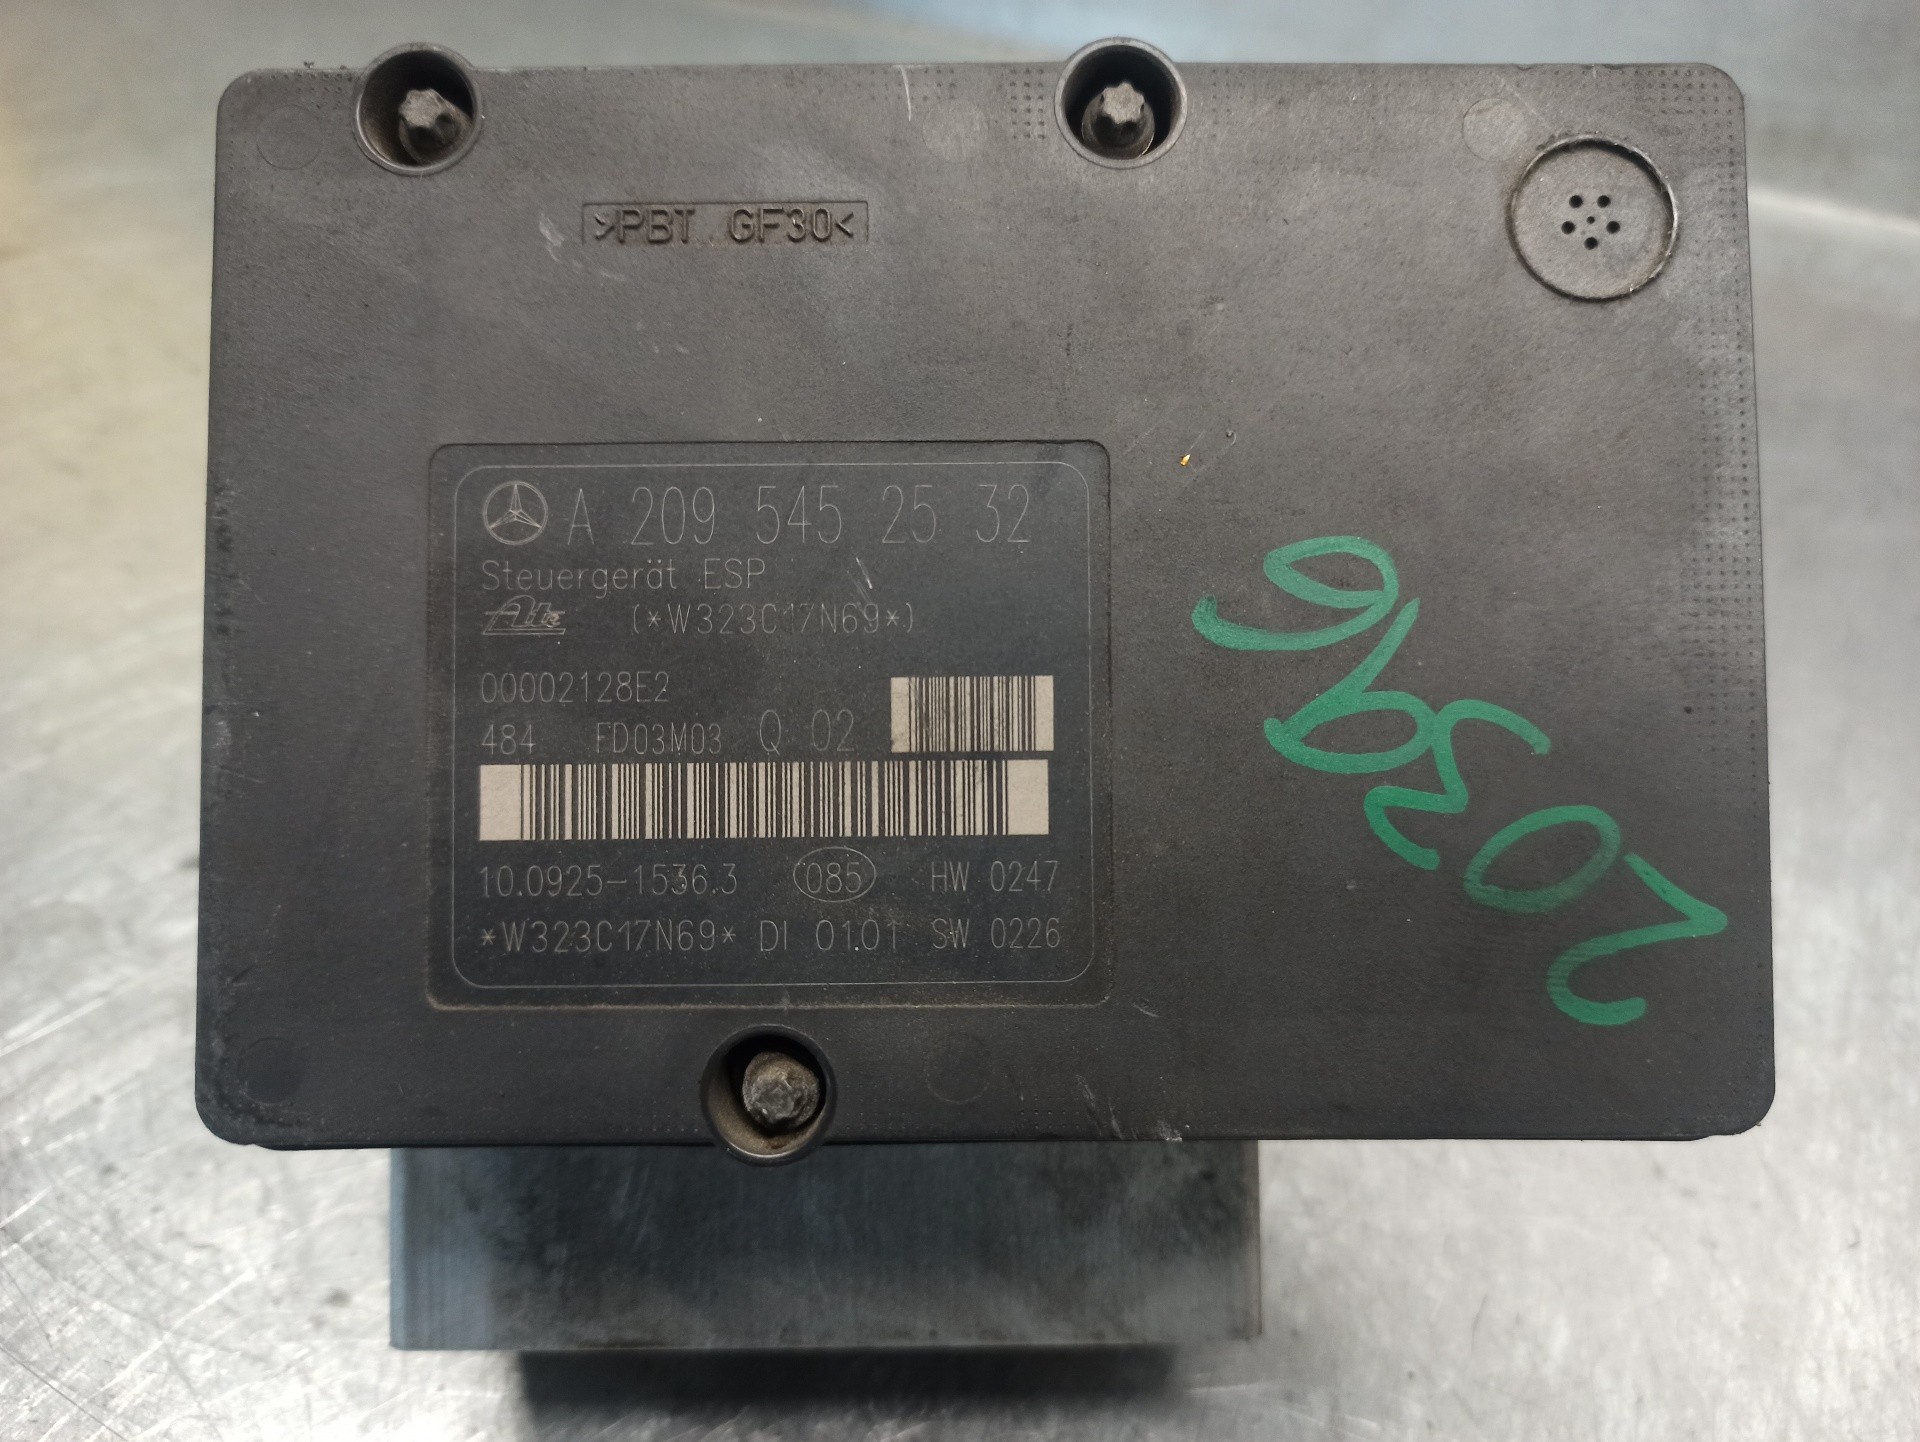 >PBT GF30<
A 209 545 25 32
Steuergerät ESP
Ate (*W323C17N69*)
00002128E2
484 FD03M03 Q 02
10.0925-1536.3 085 HW 0247
*W323C17N69* DI 01.01 SW 0226